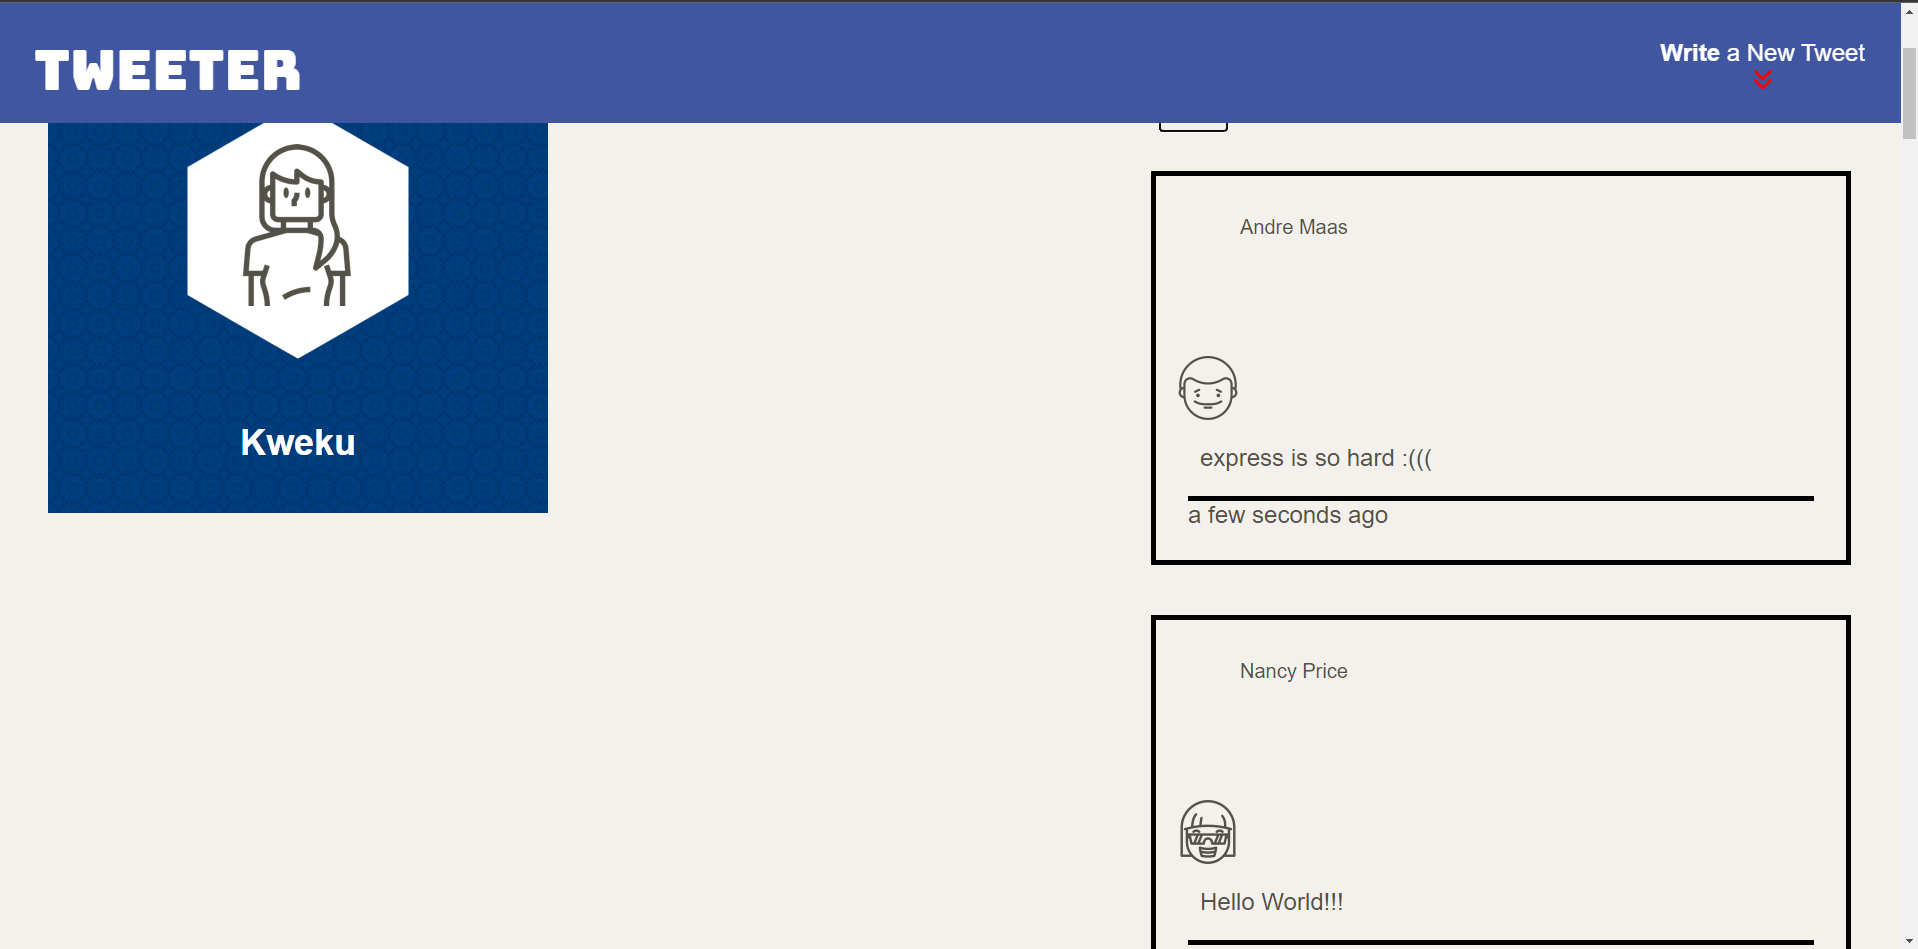 TWEETER
Write a New Tweet
Kweku
Andre Maas
express is so hard :(((
a few seconds ago
Nancy Price
Hello World!!!